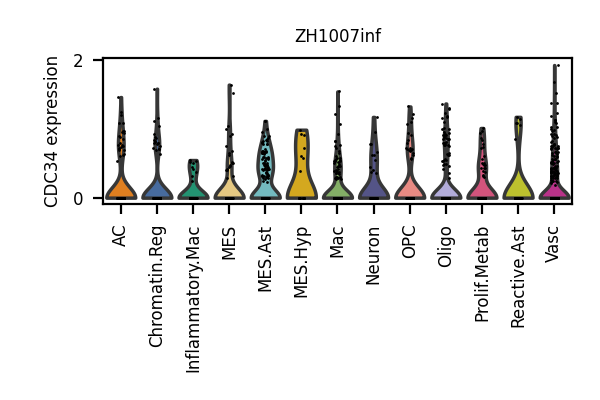 ZH1007inf
CDC34 expression
2
0
AC
Chromatin.Reg
Inflammatory.Mac
MES
MES.Ast
MES.Hyp
Mac
Neuron
OPC
Oligo
Prolif.Metab
Reactive.Ast
Vasc